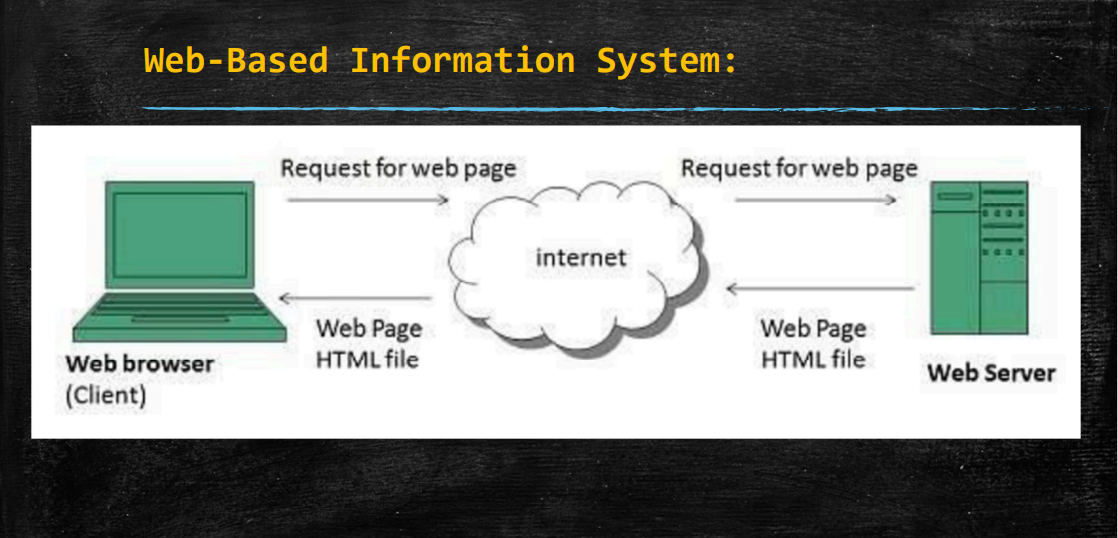 Web-Based Information System:
Request for web page
Request for web page
internet
Web Page
HTML file
Web Page
HTML file
Web browser
(Client)
Web Server